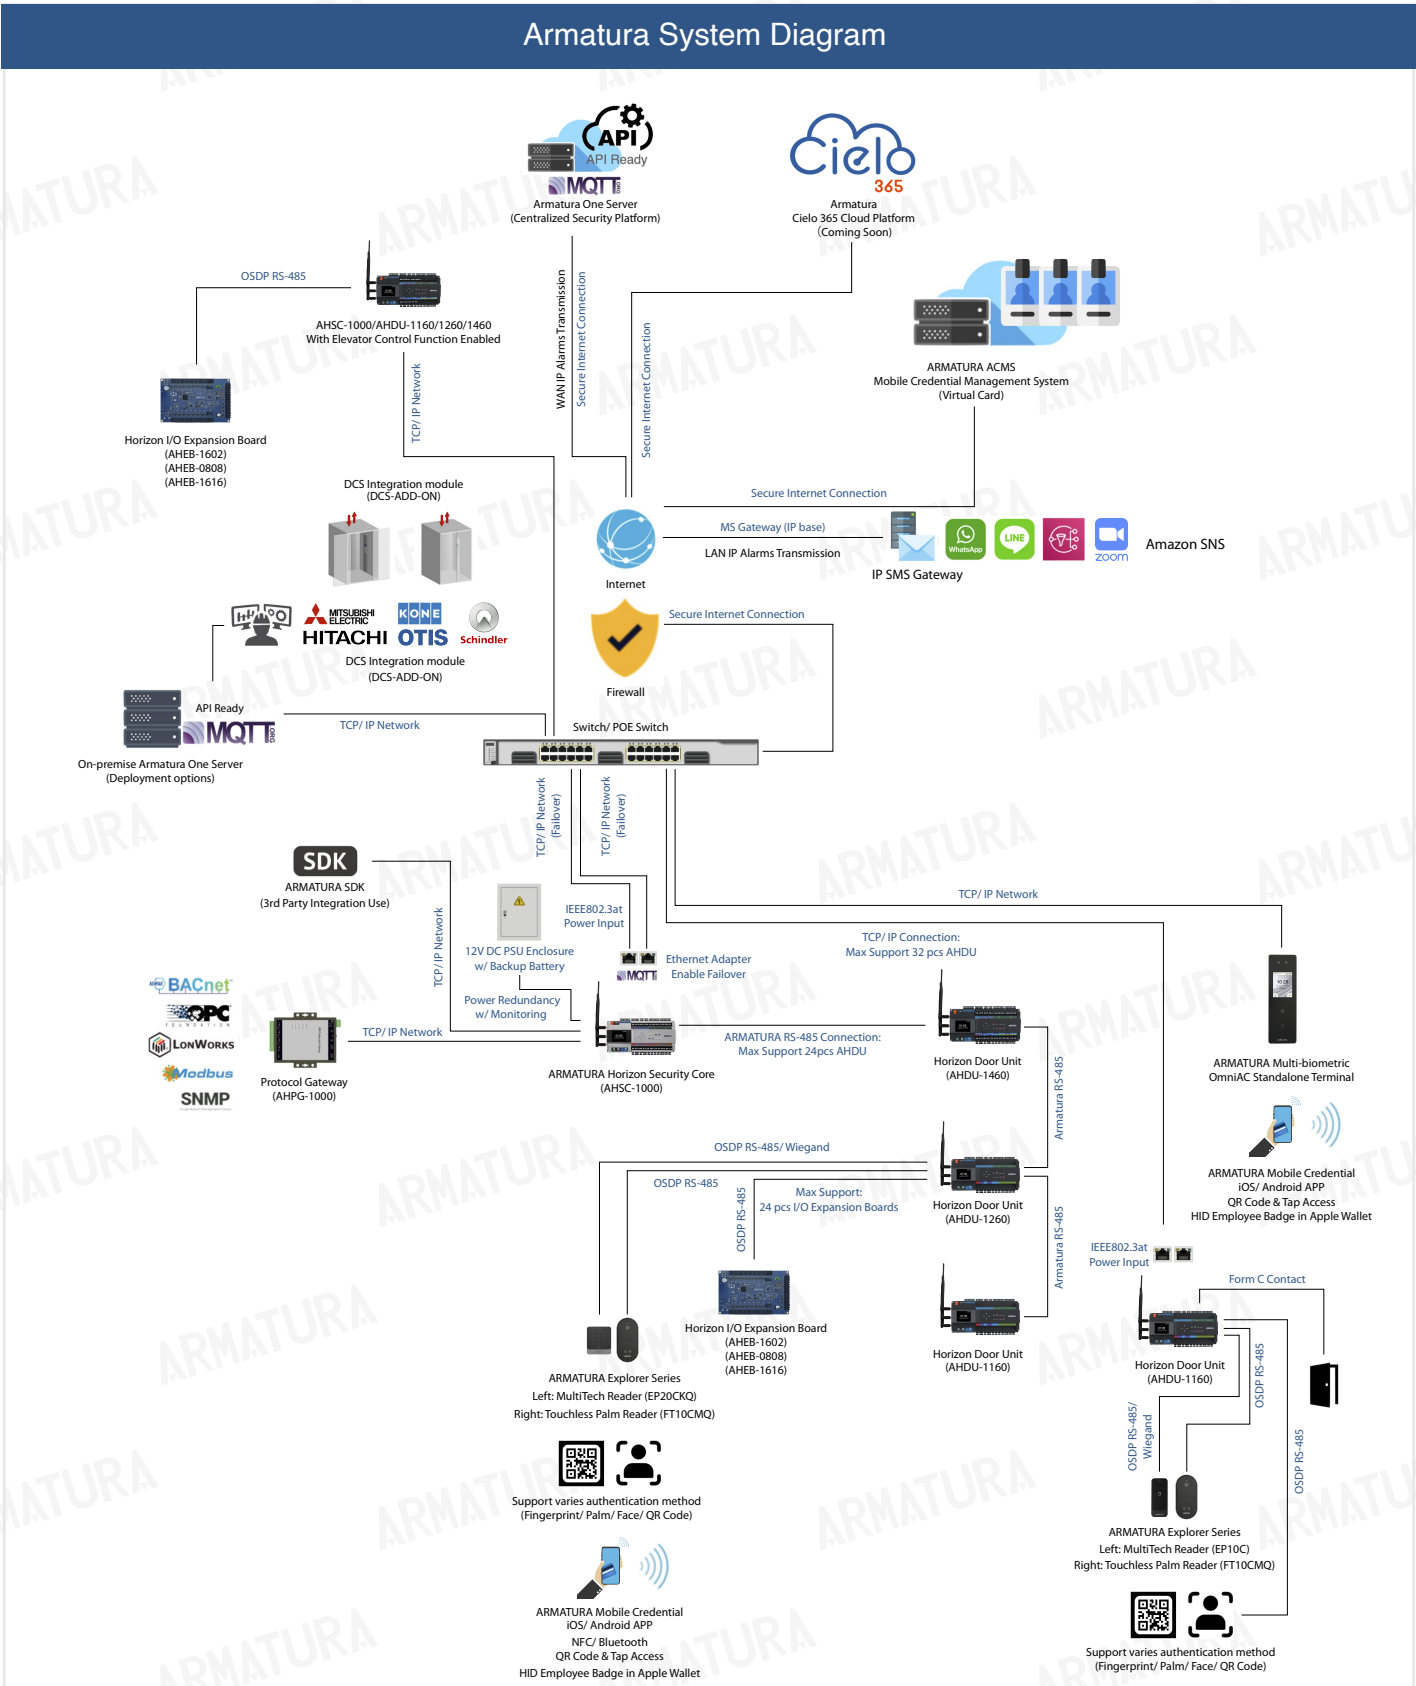 Armatura System Diagram
API
API Ready
MQTT.ORG
Armatura One Server
(Centralized Security Platform)
Cielo
365
Armatura
Cielo 365 Cloud Platform
(Coming Soon)
OSDP RS-485
AHSC-1000/AHDU-1160/1260/1460
With Elevator Control Function Enabled
WAN IP Alarms Transmission
Secure Internet Connection
Secure Internet Connection
ARMATURA ACMS
Mobile Credential Management System
(Virtual Card)
TCP/ IP Network
Horizon I/O Expansion Board
(AHEB-1602)
(AHEB-0808)
(AHEB-1616)
DCS Integration module
(DCS-ADD-ON)
Secure Internet Connection
MS Gateway (IP base)
LAN IP Alarms Transmission
WhatsApp
LINE
zoom
Amazon SNS
IP SMS Gateway
Internet
MITSUBISHI
ELECTRIC
HITACHI
KONE
OTIS
Schindler
DCS Integration module
(DCS-ADD-ON)
Secure Internet Connection
Firewall
API Ready
MQTT.ORG
TCP/ IP Network
On-premise Armatura One Server
(Deployment options)
Switch/ POE Switch
TCP/ IP Network
(Failover)
TCP/ IP Network
(Failover)
SDK
ARMATURA SDK
(3rd Party Integration Use)
TCP/ IP Network
TCP/ IP Network
IEEE802.3at
Power Input
12V DC PSU Enclosure
w/ Backup Battery
Ethernet Adapter
Enable Failover
MQTT
Power Redundancy
w/ Monitoring
TCP/ IP Connection:
Max Support 32 pcs AHDU
BACnet
OPC
FOUNDATION
LONWORKS
Modbus
SNMP
TCP/ IP Network
Protocol Gateway
(AHPG-1000)
ARMATURA Horizon Security Core
(AHSC-1000)
ARMATURA RS-485 Connection:
Max Support 24pcs AHDU
Horizon Door Unit
(AHDU-1460)
Armatura RS-485
ARMATURA Multi-biometric
OmniAC Standalone Terminal
ARMATURA Mobile Credential
iOS/ Android APP
QR Code & Tap Access
HID Employee Badge in Apple Wallet
OSDP RS-485/ Wiegand
OSDP RS-485
OSDP RS-485
Max Support:
24 pcs I/O Expansion Boards
Horizon Door Unit
(AHDU-1260)
Armatura RS-485
Horizon I/O Expansion Board
(AHEB-1602)
(AHEB-0808)
(AHEB-1616)
Horizon Door Unit
(AHDU-1160)
IEEE802.3at
Power Input
Form C Contact
Horizon Door Unit
(AHDU-1160)
OSDP RS-485
OSDP RS-485/
Wiegand
OSDP RS-485
ARMATURA Explorer Series
Left: MultiTech Reader (EP20CKQ)
Right: Touchless Palm Reader (FT10CMQ)
Support varies authentication method
(Fingerprint/ Palm/ Face/ QR Code)
ARMATURA Mobile Credential
iOS/ Android APP
NFC/ Bluetooth
QR Code & Tap Access
HID Employee Badge in Apple Wallet
ARMATURA Explorer Series
Left: MultiTech Reader (EP10C)
Right: Touchless Palm Reader (FT10CMQ)
Support varies authentication method
(Fingerprint/ Palm/ Face/ QR Code)